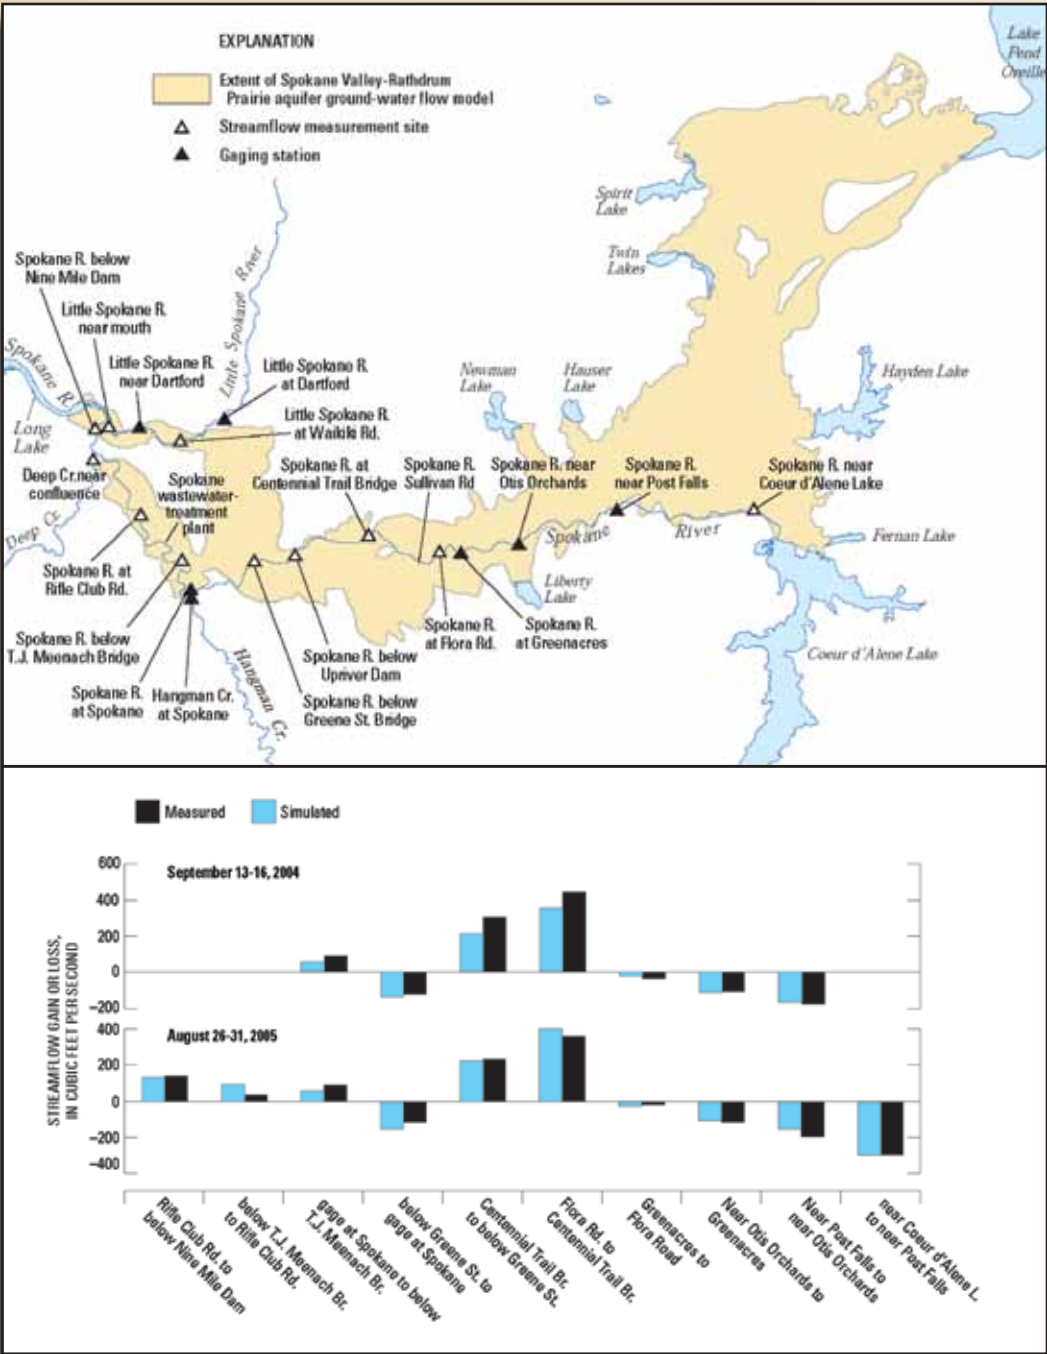 EXPLANATION
Extent of Spokane Valley-Rathdrum
Prairie aquifer ground-water flow model
Streamflow measurement site
Gaging station
Lake
Pend
Oreille
Spirit
Lake
Twin
Lakes
Spokane R. below
Nine Mile Dam
Little Spokane R.
near mouth
Little Spokane River
Spokane R.
Little Spokane R.
near Dartford
Little Spokane R.
at Dartford
Newman
Lake
Hauser
Lake
Hayden Lake
Long
Lake
Little Spokane R.
at Waikiki Rd.
Deep Cr. near
confluence
Spokane
wastewater-
treatment
plant
Spokane R. at
Centennial Trail Bridge
Spokane R.
Sullivan Rd
Spokane R. near
Otis Orchards
Spokane R.
near Post Falls
Spokane R. near
Coeur d'Alene Lake
Deep Cr.
Spokane River
Fernan Lake
Spokane R. at
Rifle Club Rd.
Liberty
Lake
Spokane R. below
T.J. Meenach Bridge
Spokane R.
at Flora Rd.
Spokane R.
at Greenacres
Coeur d'Alene Lake
Spokane R. below
Upriver Dam
Hangman Cr.
Spokane R.
at Spokane
Hangman Cr.
at Spokane
Spokane R. below
Greene St. Bridge
Measured
Simulated
STREAMFLOW GAIN OR LOSS,
IN CUBIC FEET PER SECOND
September 13-16, 2004
600
400
200
0
−200
August 26-31, 2005
400
200
0
−200
−400
Rifle Club Rd. to
below Nine Mile Dam
below T.J. Meenach Br.
to Rifle Club Rd.
gage at Spokane to below
T.J. Meenach Br.
below Greene St. to
gage at Spokane
Centennial Trail Br.
to below Greene St.
Flora Rd. to
Centennial Trail Br.
Greenacres to
Flora Road
Near Otis Orchards to
Greenacres
Near Post Falls to
near Otis Orchards
near Coeur d'Alene L.
to near Post Falls